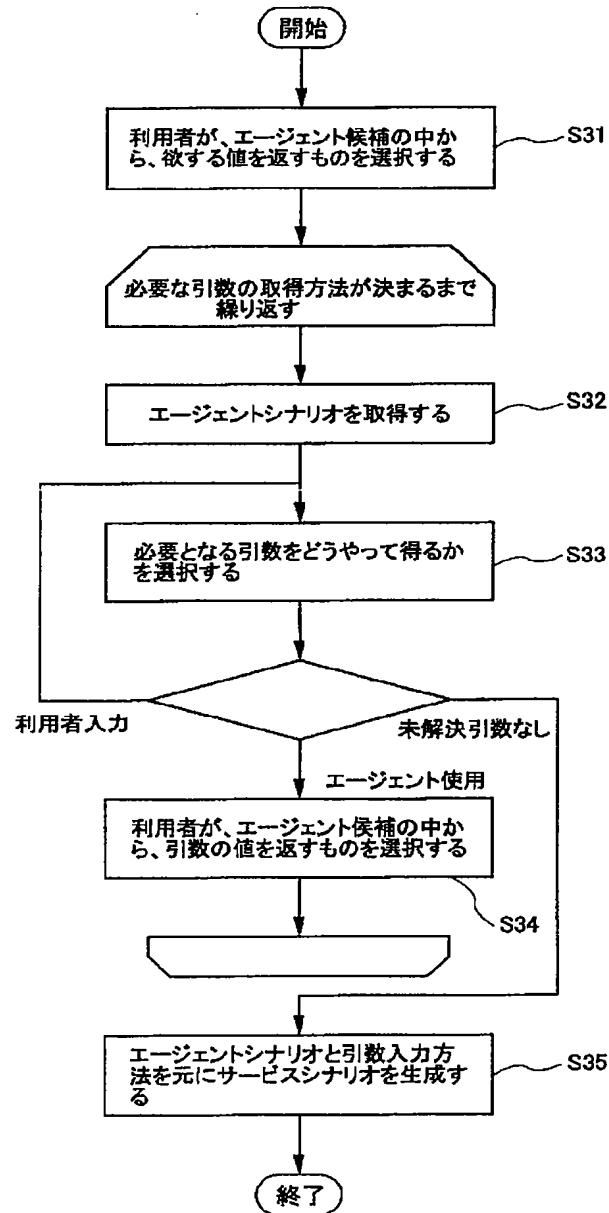 開始
利用者が、エージェント候補の中か
ら、欲する値を返すものを選択する
S31
必要な引数の取得方法が決まるまで
繰り返す
エージェントシナリオを取得する
S32
必要となる引数をどうやって得るか
を選択する
S33
利用者入力
未解決引数なし
エージェント使用
利用者が、エージェント候補の中か
ら、引数の値を返すものを選択する
S34
エージェントシナリオと引数入力方
法を元にサービスシナリオを生成す
る
S35
終了